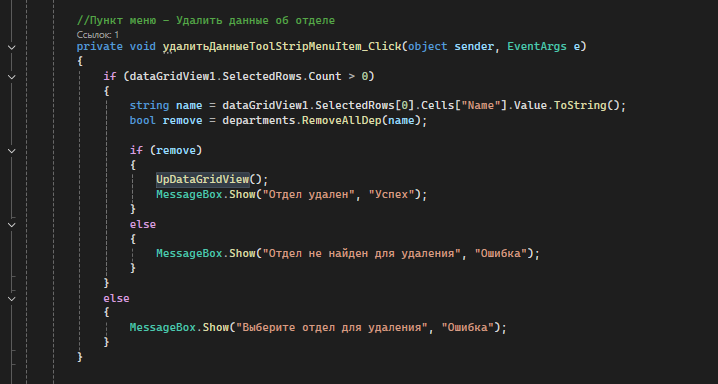 //Пункт меню – Удалить данные об отделе
Ссылок: 1
private void удалитьДанныеToolStripMenuItem_Click(object sender, EventArgs e)
{
if (dataGridView1.SelectedRows.Count > 0)
{
string name = dataGridView1.SelectedRows[0].Cells["Name"].Value.ToString();
bool remove = departments.RemoveAllDep(name);
if (remove)
{
UpDataGridView();
MessageBox.Show("Отдел удален", "Успех");
}
else
{
MessageBox.Show("Отдел не найден для удаления", "Ошибка");
}
}
else
{
MessageBox.Show("Выберите отдел для удаления", "Ошибка");
}
}